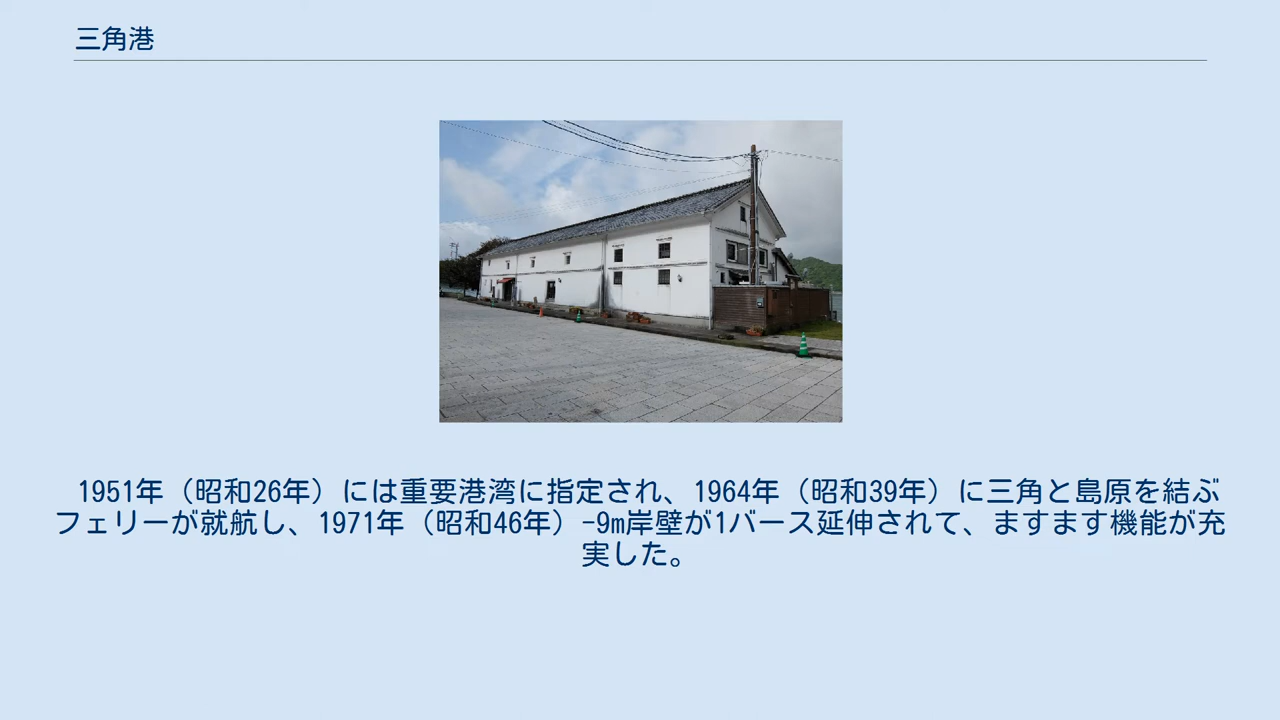 三角港
1951年（昭和26年）には重要港湾に指定され、1964年（昭和39年）に三角と島原を結ぶ
フェリーが就航し、1971年（昭和46年）-9m岸壁が1バース延伸されて、ますます機能が充
実した。